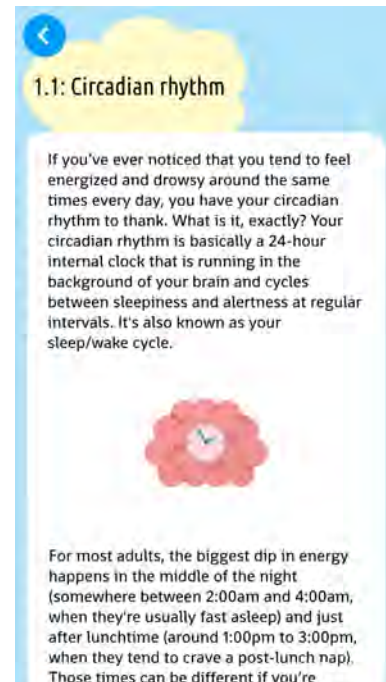 1.1: Circadian rhythm
If you've ever noticed that you tend to feel
energized and drowsy around the same
times every day, you have your circadian
rhythm to thank. What is it, exactly? Your
circadian rhythm is basically a 24-hour
internal clock that is running in the
background of your brain and cycles
between sleepiness and alertness at regular
intervals. It's also known as your
sleep/wake cycle.
For most adults, the biggest dip in energy
happens in the middle of the night
(somewhere between 2:00am and 4:00am,
when they're usually fast asleep) and just
after lunchtime (around 1:00pm to 3:00pm,
when they tend to crave a post-lunch nap).
Those times can be different if you're